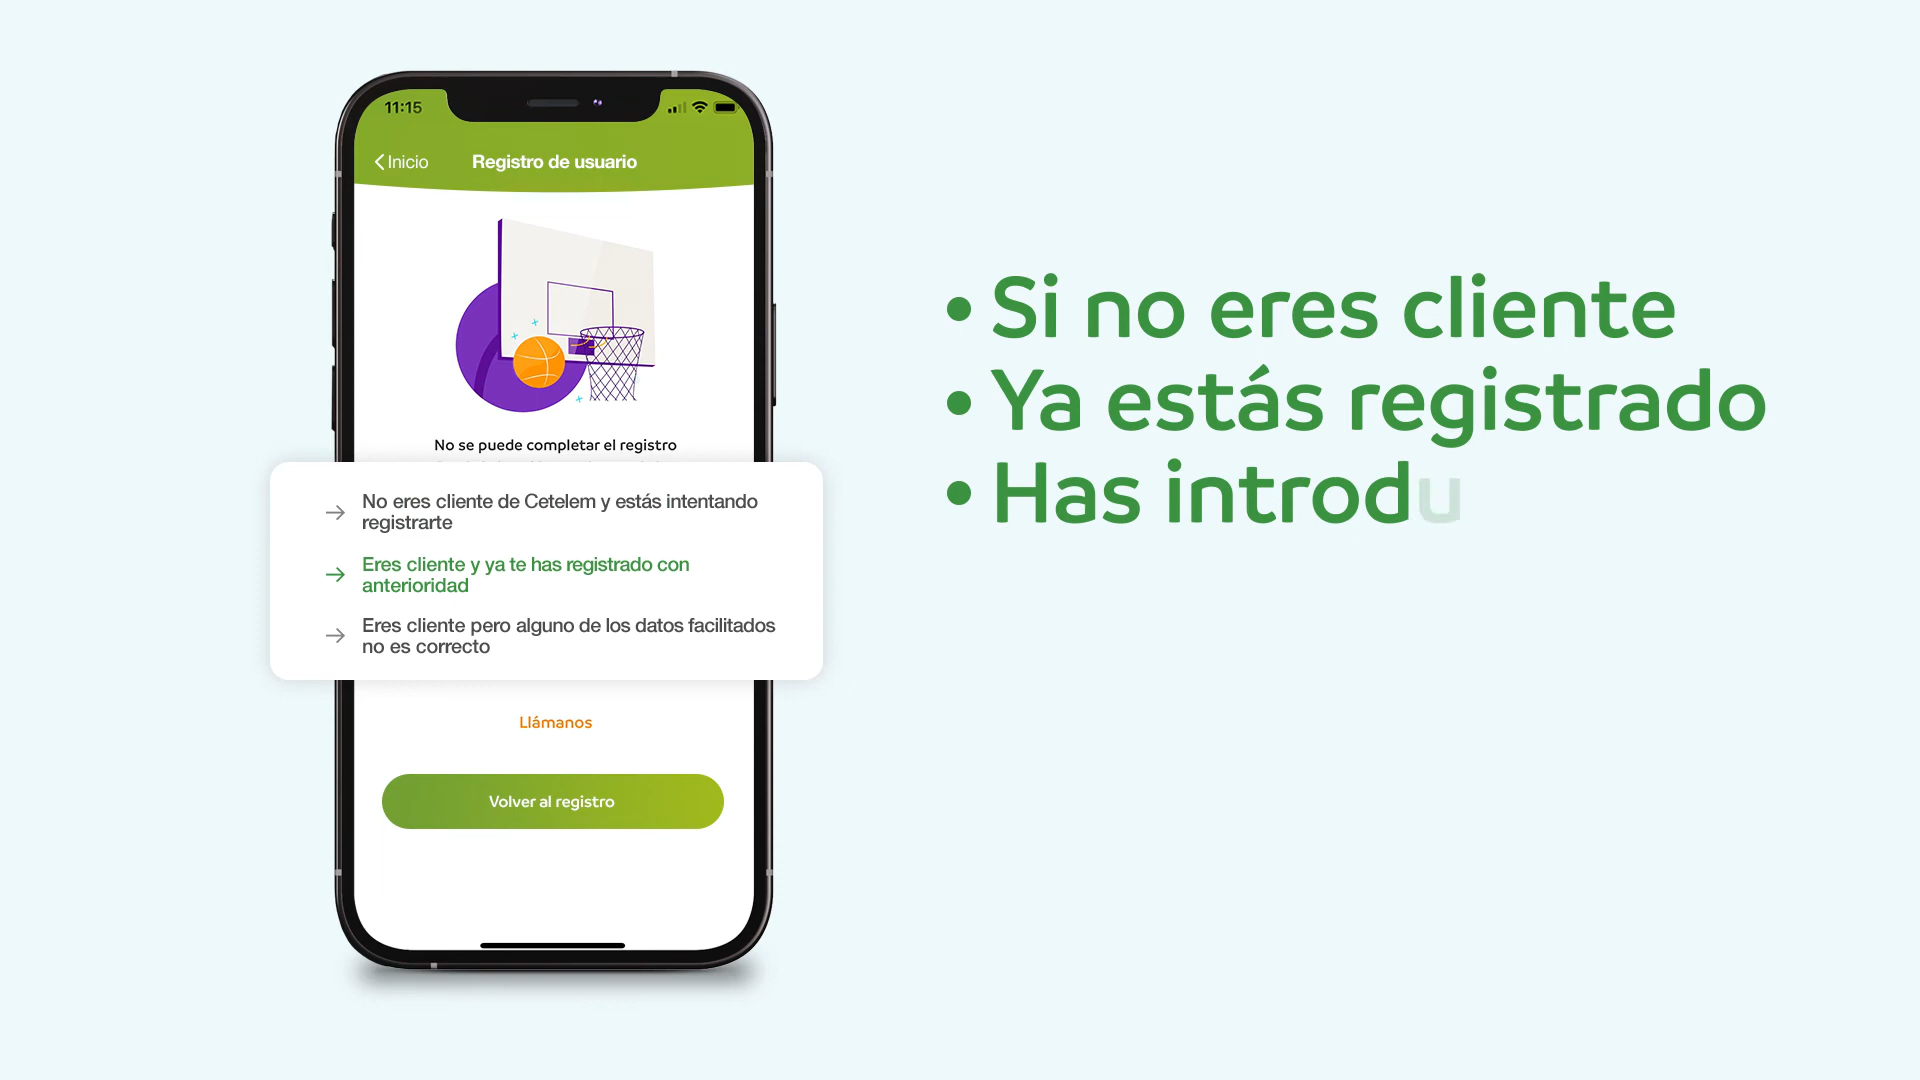 11:15
Inicio
Registro de usuario
No se puede completar el registro
No eres cliente de Cetelem y estás intentando
registrarte
Eres cliente y ya te has registrado con
anterioridad
Eres cliente pero alguno de los datos facilitados
no es correcto
Llámanos
Volver al registro
• Si no eres cliente
• Ya estás registrado
• Has introdu